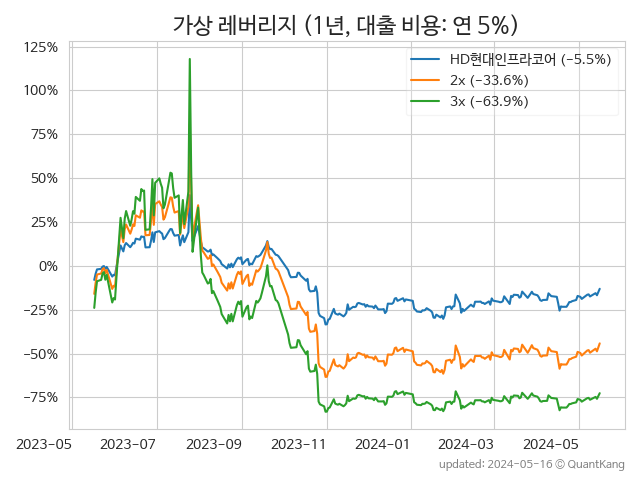 가상 레버리지 (1년, 대출 비용: 연 5%)
HD현대인프라코어 (−5.5%)
2x (−33.6%)
3x (−63.9%)
125%
100%
75%
50%
25%
0%
−25%
−50%
−75%
2023-05 2023-07 2023-09 2023-11 2024-01 2024-03 2024-05
updated: 2024-05-16 © QuantKang